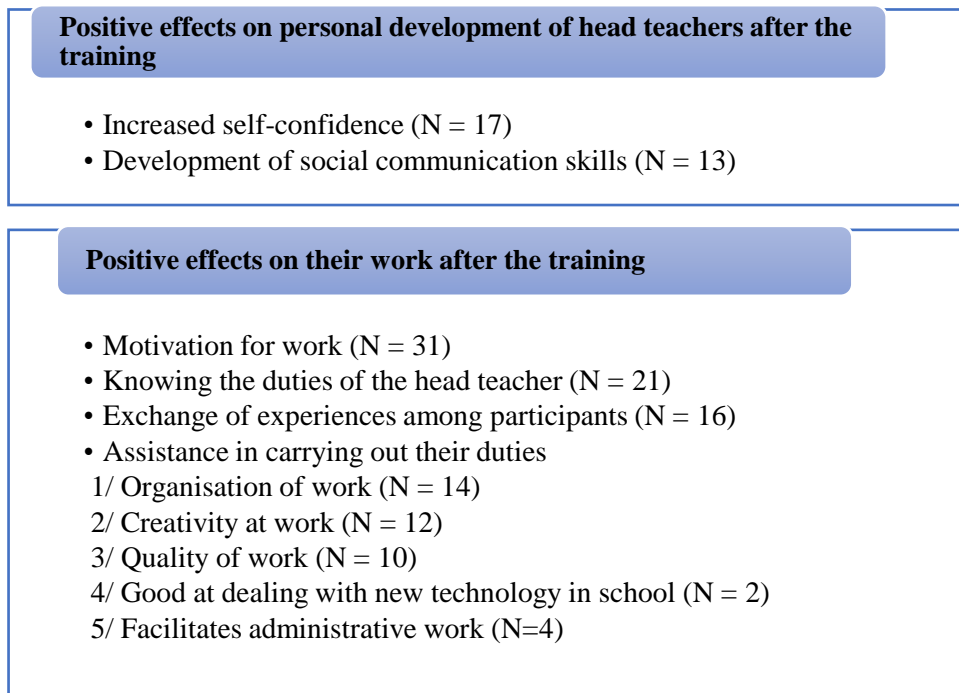 Positive effects on personal development of head teachers after the
training
• Increased self-confidence (N = 17)
• Development of social communication skills (N = 13)
Positive effects on their work after the training
• Motivation for work (N = 31)
• Knowing the duties of the head teacher (N = 21)
• Exchange of experiences among participants (N = 16)
• Assistance in carrying out their duties
1/ Organisation of work (N = 14)
2/ Creativity at work (N = 12)
3/ Quality of work (N = 10)
4/ Good at dealing with new technology in school (N = 2)
5/ Facilitates administrative work (N=4)